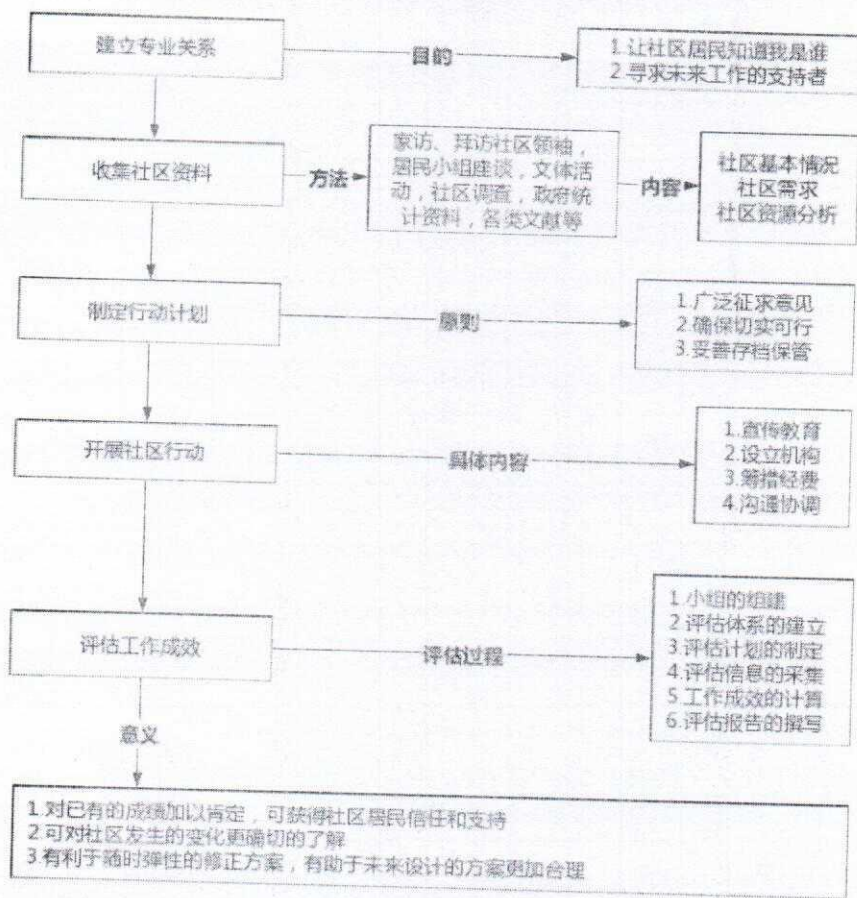 建立专业关系
目的
1.让社区居民知道我是谁
2 寻求未来工作的支持者
收集社区资料
方法
家访、拜访社区领袖，
居民小组座谈，文体活
动，社区调查，政府统
计资料，各类文献等
内容
社区基本情况
社区需求
社区资源分析
制定行动计划
原则
1.广泛征求意见
2.确保切实可行
3.妥善存档保管
开展社区行动
具体内容
1.宣传教育
2.设立机构
3.筹措经费
4.沟通协调
评估工作成效
评估过程
1.小组的组建
2 评估体系的建立
3 评估计划的制定
4.评估信息的采集
5 工作成效的计算
6.评估报告的撰写
意义
1.对已有的成绩加以肯定，可获得社区居民信任和支持
2 可对社区发生的变化更确切的了解
3 有利于随时弹性的修正方案，有助于未来设计的方案更加合理